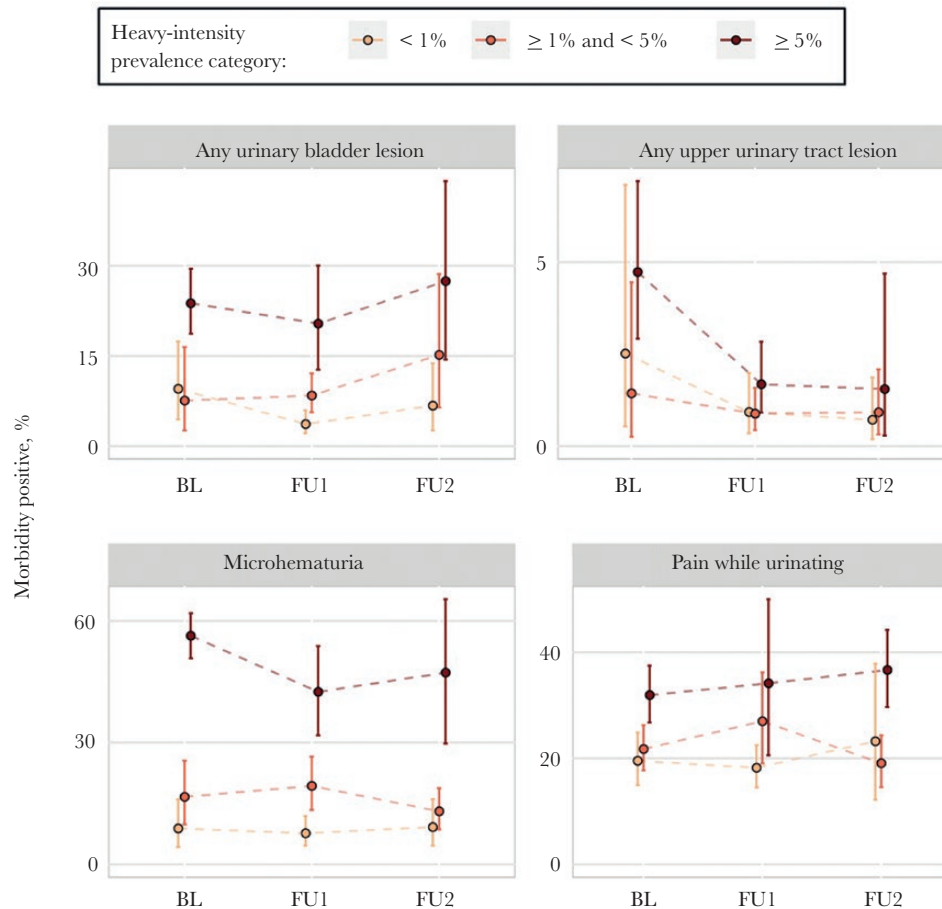 Heavy-intensity
prevalence category:
< 1%
≥ 1% and < 5%
≥ 5%
Morbidity positive, %
Any urinary bladder lesion
30
15
0
BL FU1 FU2
Any upper urinary tract lesion
5
0
BL FU1 FU2
Microhematuria
60
30
0
BL FU1 FU2
Pain while urinating
40
20
0
BL FU1 FU2